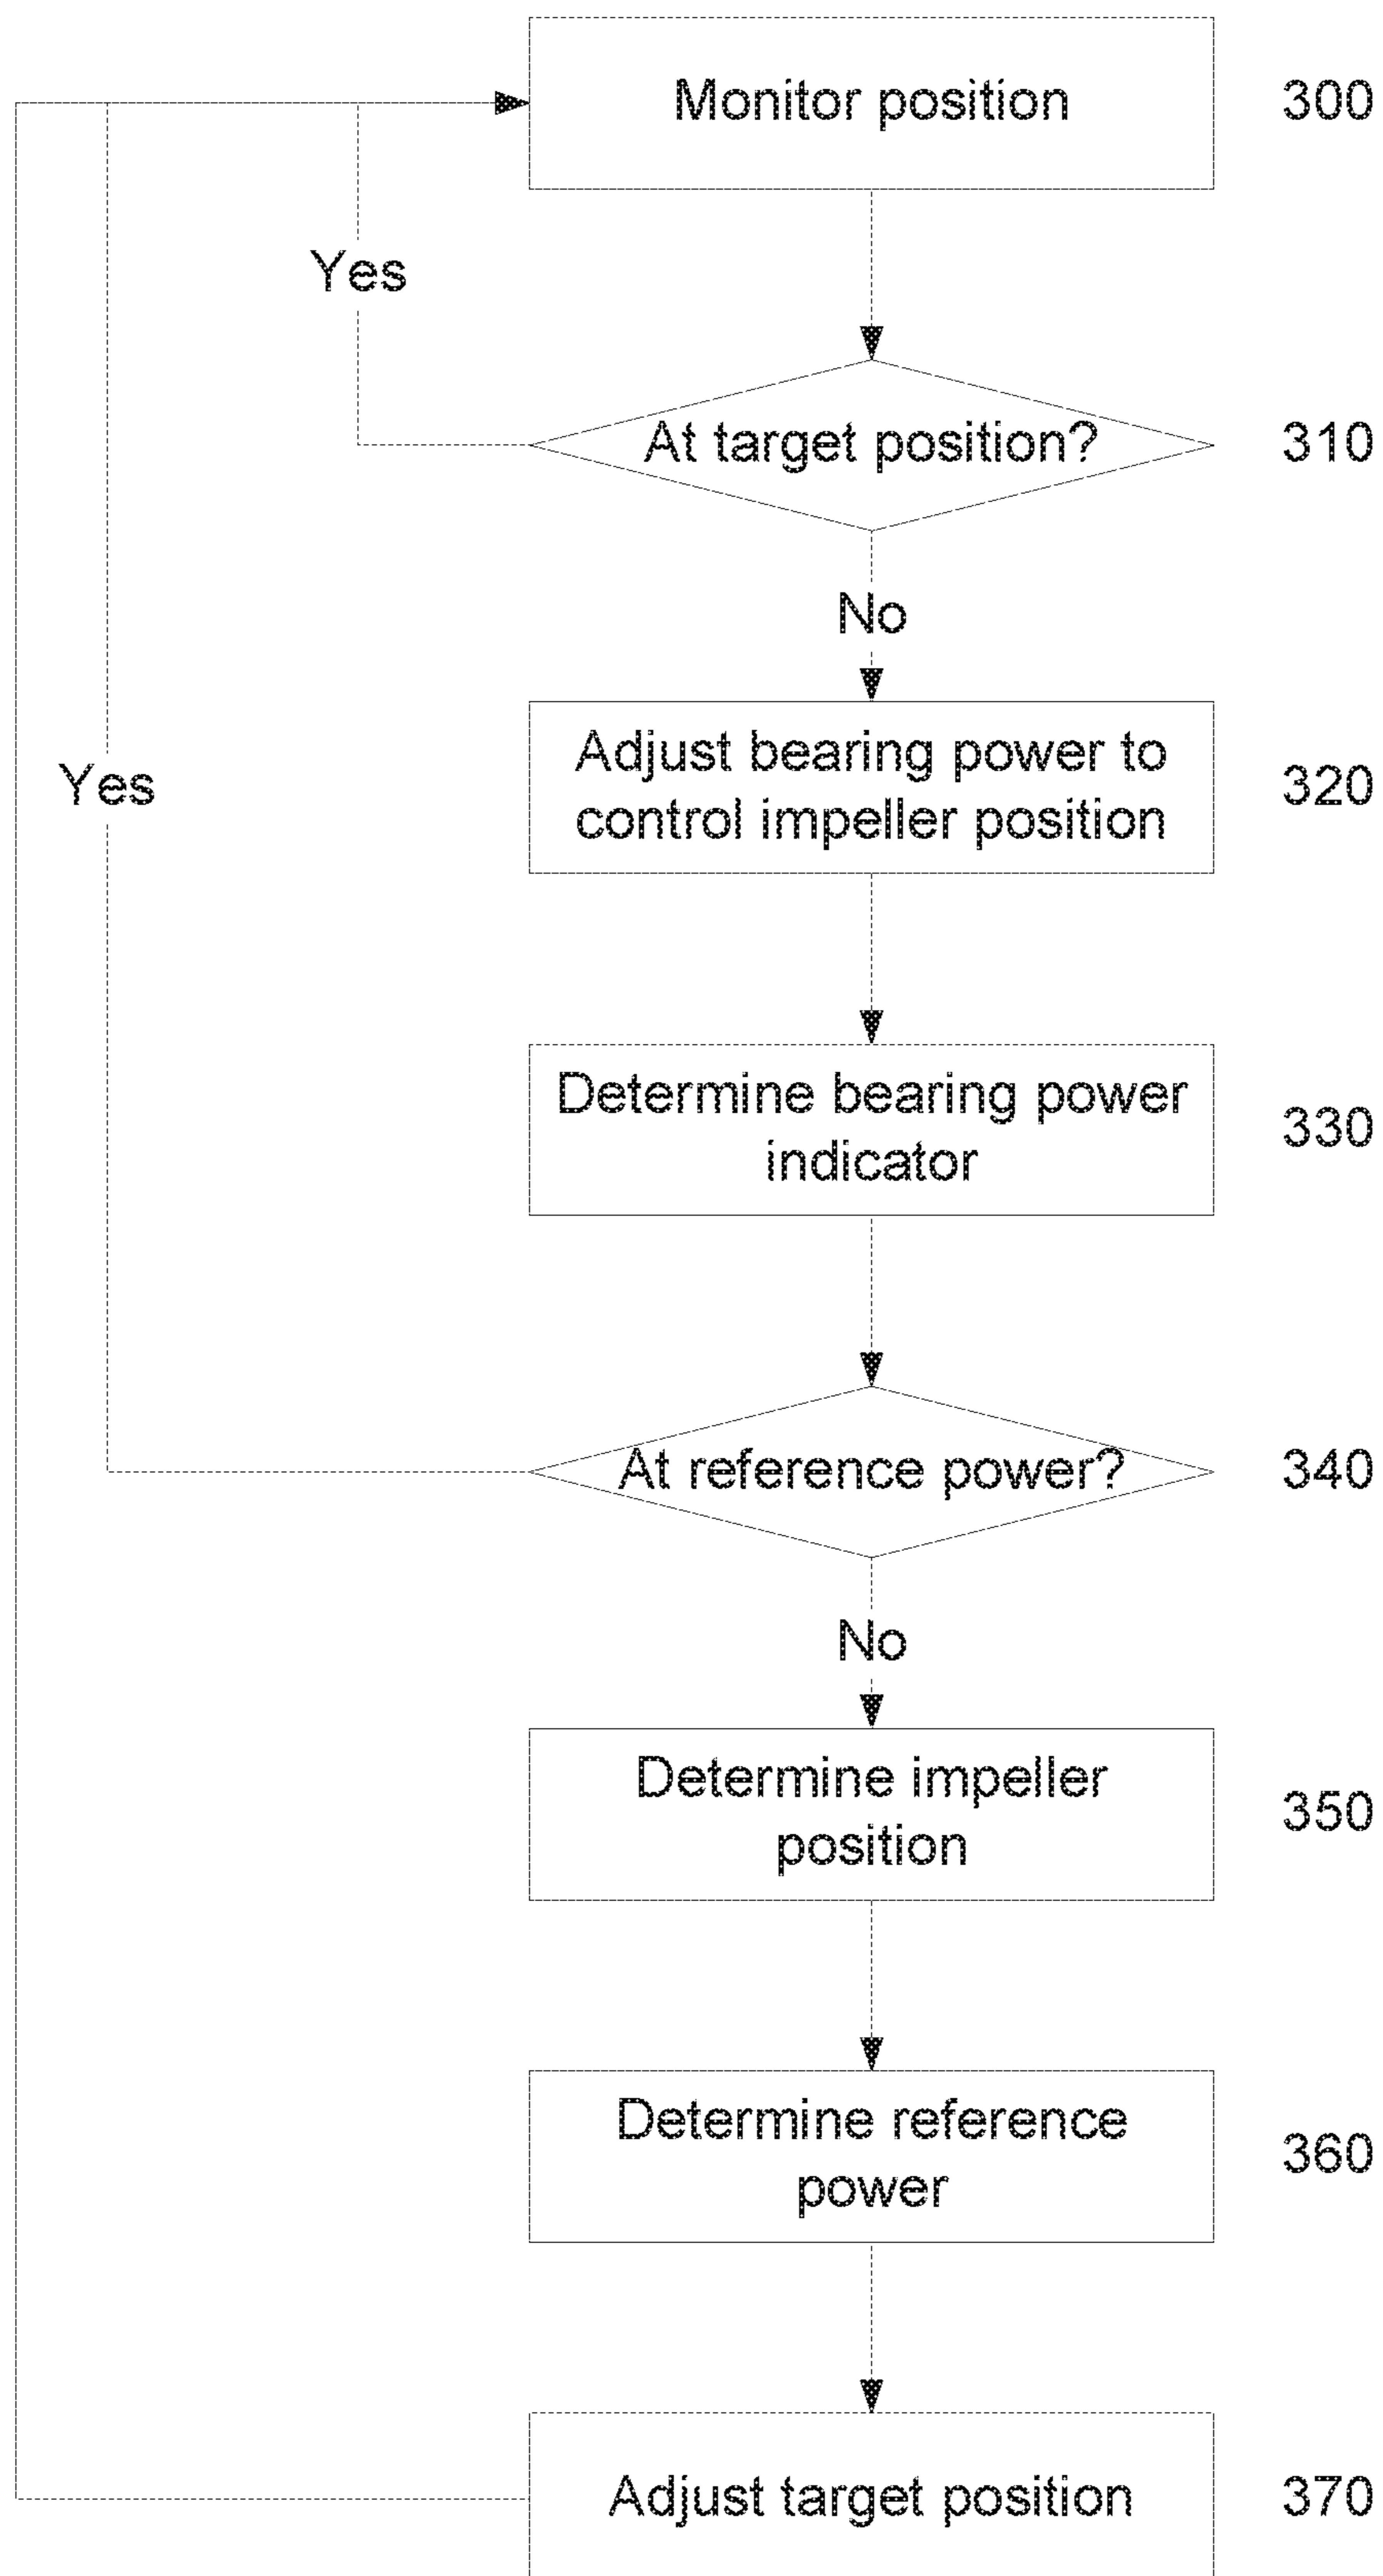 Monitor position
300
Yes
At target position?
310
No
Adjust bearing power to
control impeller position
320
Yes
Determine bearing power
indicator
330
At reference power?
340
No
Determine impeller
position
350
Determine reference
power
360
Adjust target position
370